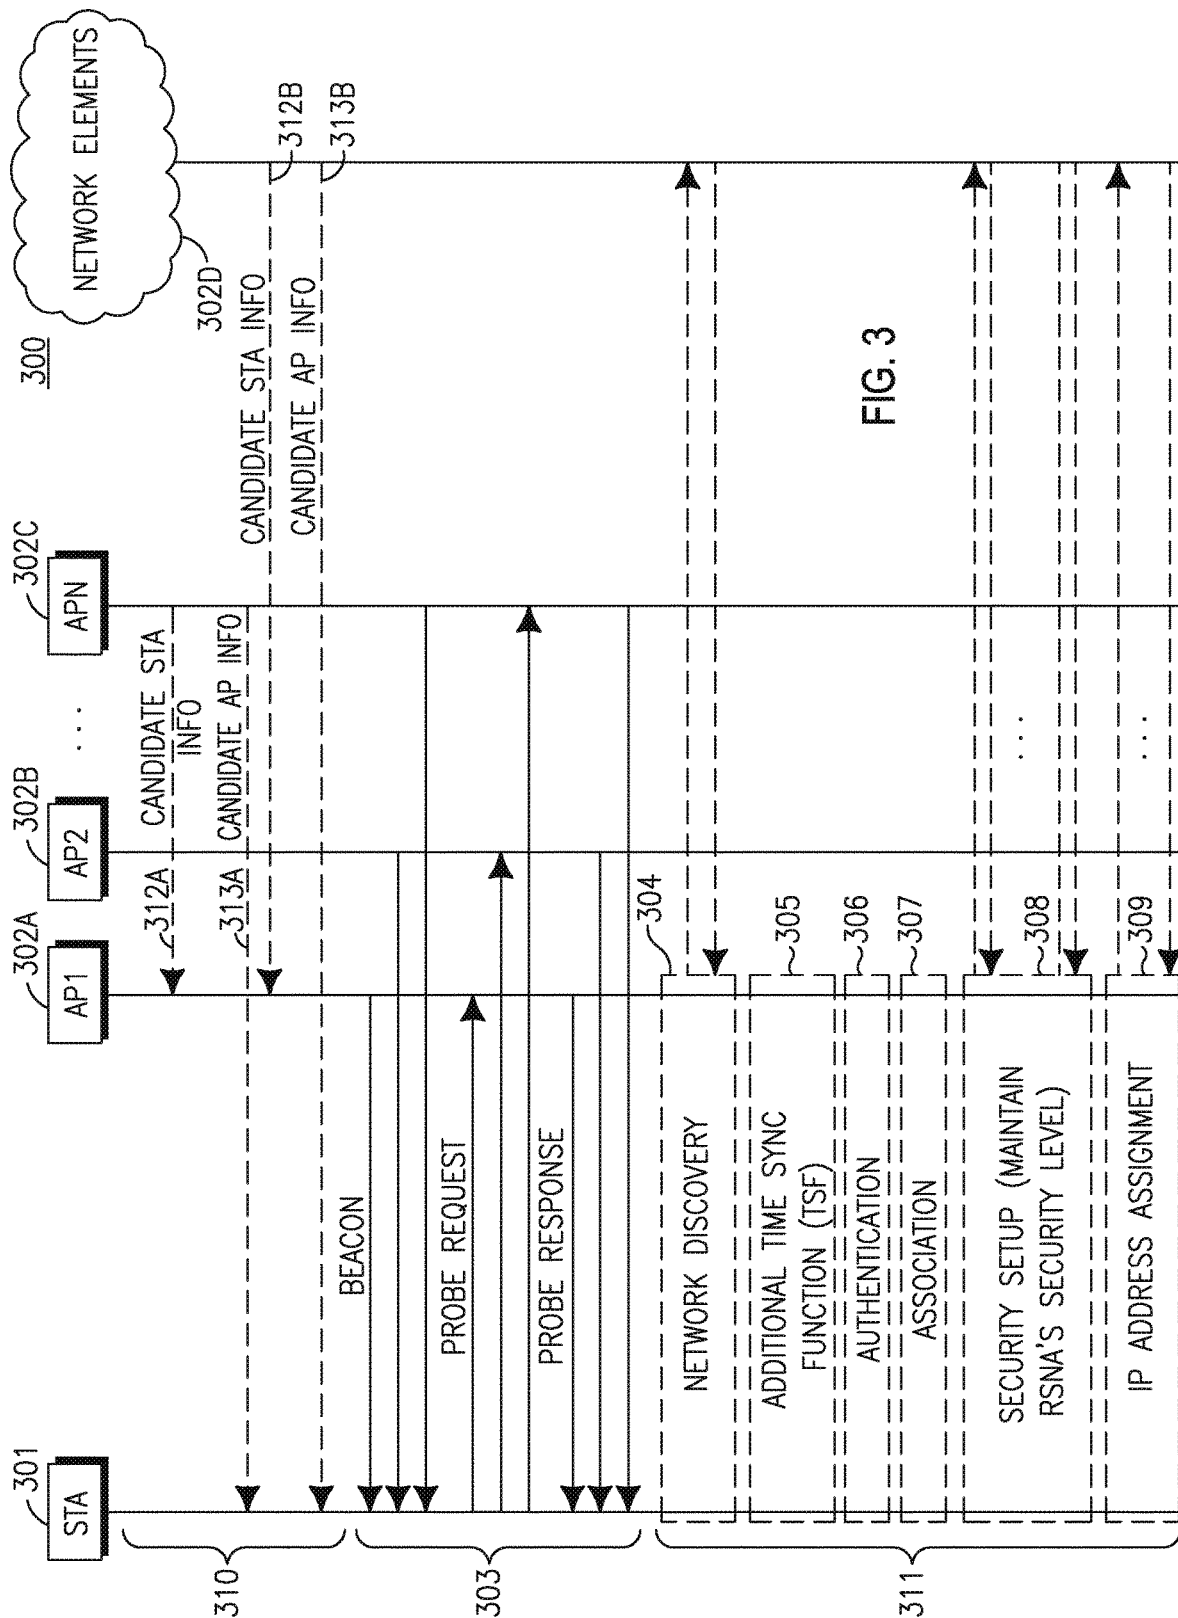 300
STA
301
AP1
302A
AP2
302B
. . .
APN
302C
NETWORK ELEMENTS
302D
310
CANDIDATE STA
INFO
312A
CANDIDATE AP INFO
313A
CANDIDATE STA INFO
312B
CANDIDATE AP INFO
313B
303
BEACON
PROBE REQUEST
PROBE RESPONSE
311
NETWORK DISCOVERY
304
ADDITIONAL TIME SYNC
FUNCTION (TSF)
305
AUTHENTICATION
306
ASSOCIATION
307
SECURITY SETUP (MAINTAIN
RSNA'S SECURITY LEVEL)
308
. . .
IP ADDRESS ASSIGNMENT
309
. . .
FIG. 3